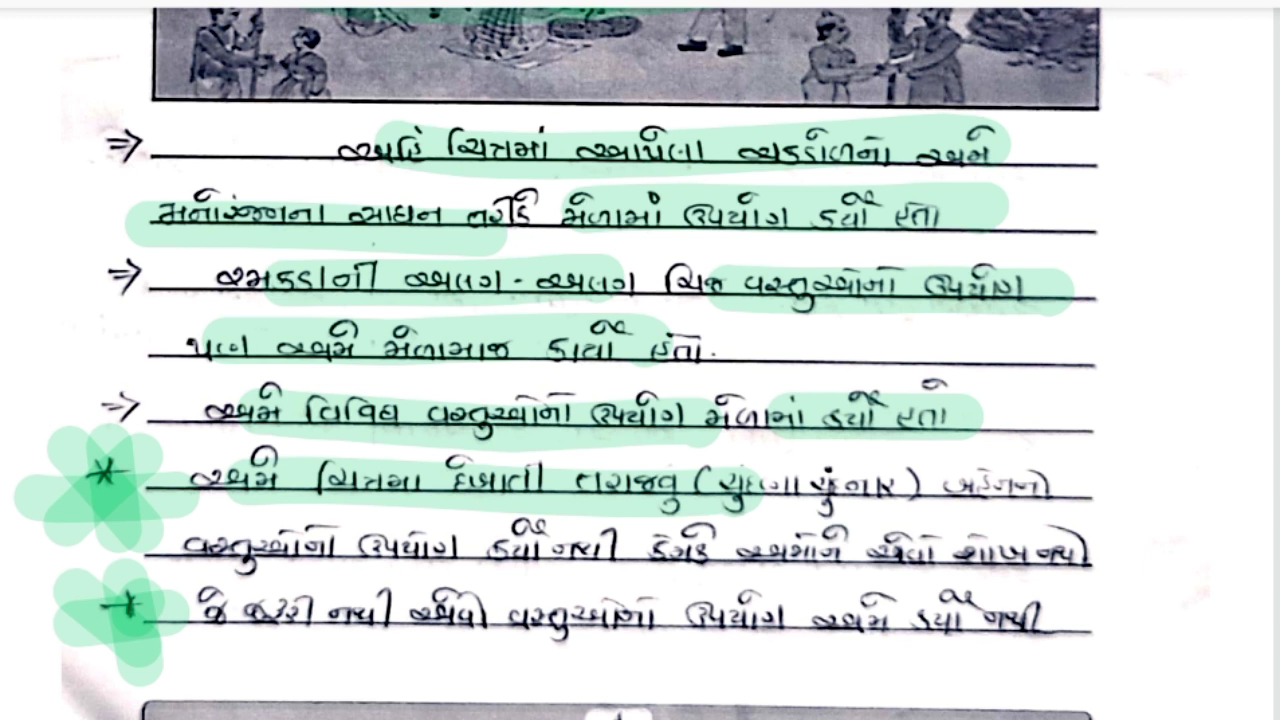 ⇒ અહિ ચિત્રમાં આપેલા ચકડોળનો અમે
મનોરંજનના સાધન તરીકે મેળામાં ઉપયોગ કર્યો હતો
⇒ રમકડાની અલગ - અલગ ચિજ વસ્તુઓનો ઉપયોગ
પણ અમે મેળામાજ કાર્યો હતો.
⇒ અમે વિવિધ વસ્તુઓનો ઉપયોગ મેળામાં કર્યો હતો
* અમે ચિત્રમા દેખાતી તરાજવુ (
વસ્તુઓનો ઉપયોગ કર્યો નથી કેમકે અમોને એવો શોખ નથી
+ જે જરૂરી નથી એવી વસ્તુઓનો ઉપયોગ અમે કર્યો નથી